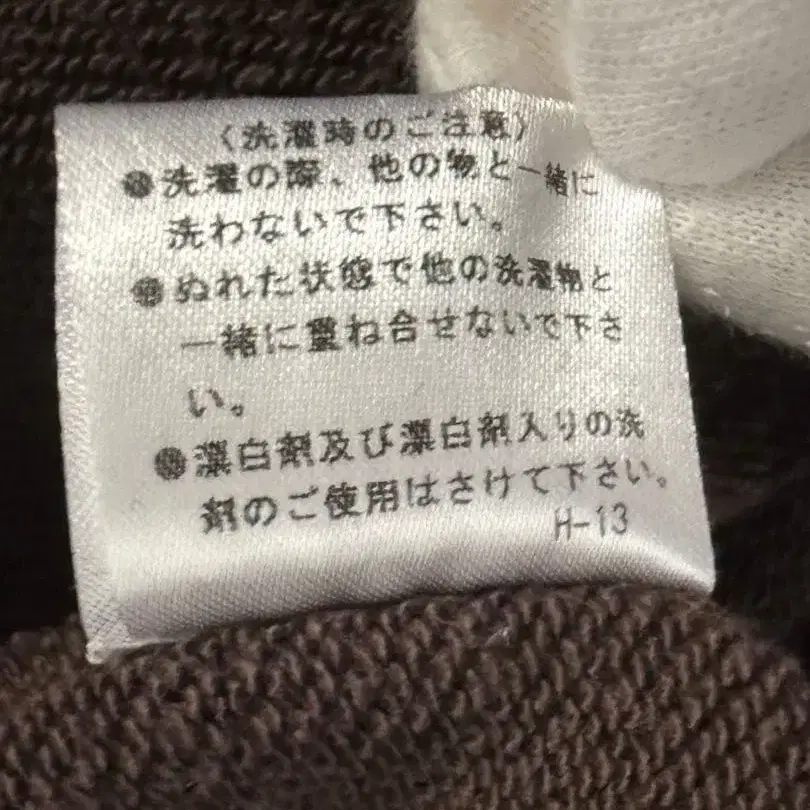 〈洗濯時のご注意〉
●洗濯の際、他の物と一緒に
洗わないで下さい。
●ぬれた状態で他の洗濯物と
一緒に重ね合せないで下さ
い。
●漂白剤及び漂白剤入りの洗
剤のご使用はさけて下さい。
H-13